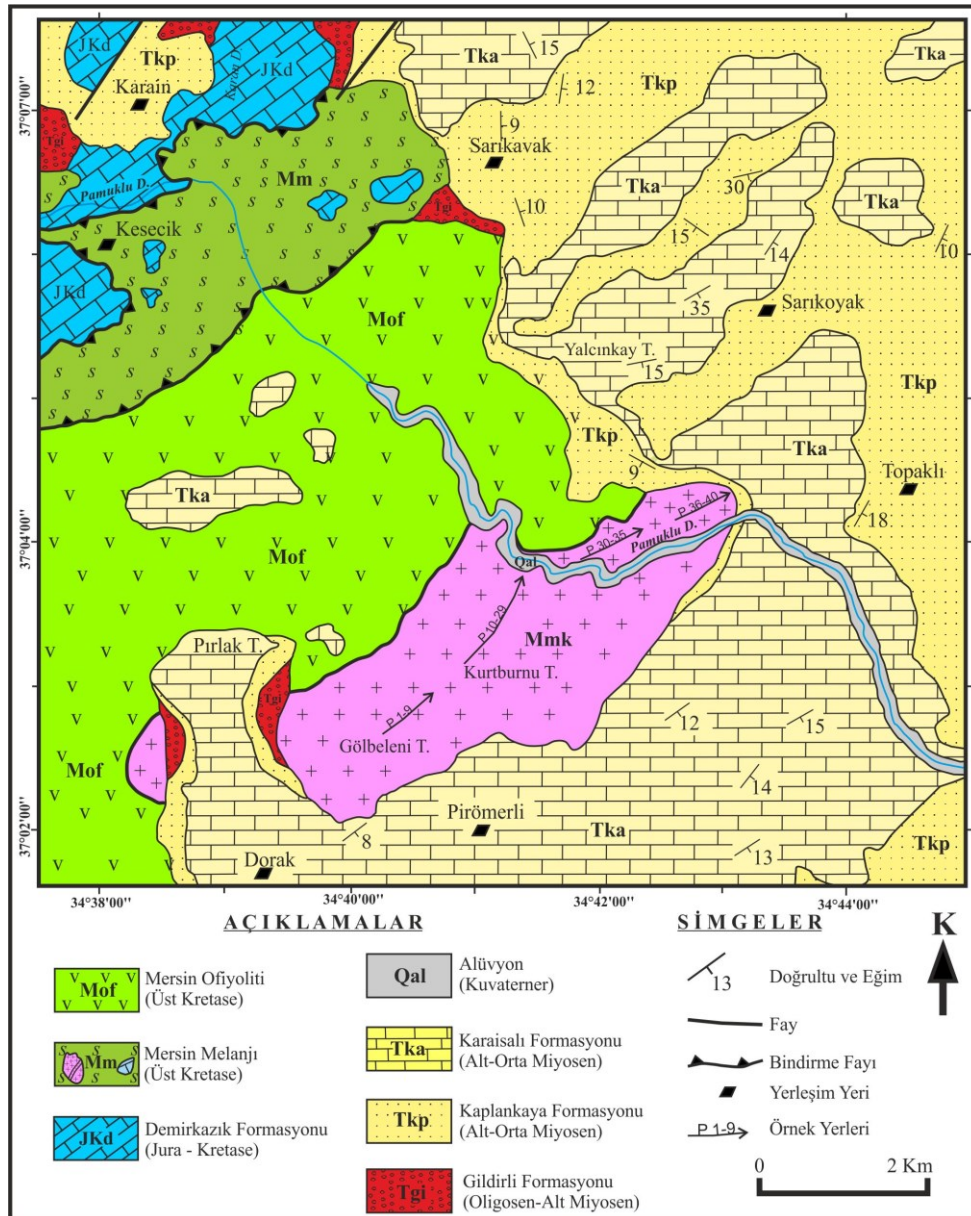 JKd
15
Tka
Tkp
Tka
Karain
Karan D.
JKd
12
Tkp
37°07'00''
9
Sarıkavak
Tgi
Mm
Tka
30
Tka
Pamuklu D.
Tgi
10
Kesecik
15
14
10
JKd
35
Sarıkoyak
Mof
Yalcınkay T.
15
Tkp
Tkp
Tka
9
Topaklı
Tka
P 36-40
18
P 30-35
Pamuklu D.
37°04'00''
Mof
Qal
P 10-29
Mmk
Pırlak T.
Kurtburnu T.
Tgi
P 1-9
12
15
Gölbeleni T.
Mof
14
Pirömerli
37°02'00''
8
Tka
13
Tkp
Dorak
34°38'00'' 34°40'00'' 34°42'00'' 34°44'00''
AÇIKLAMALAR
Mof
Mersin Ofiyoliti
(Üst Kretase)
Mm
Mersin Melanjı
(Üst Kretase)
JKd
Demirkazık Formasyonu
(Jura - Kretase)
Qal
Alüvyon
(Kuvaterner)
Tka
Karaisalı Formasyonu
(Alt-Orta Miyosen)
Tkp
Kaplankaya Formasyonu
(Alt-Orta Miyosen)
Tgi
Gildirli Formasyonu
(Oligosen-Alt Miyosen)
SİMGELER
K
13
Doğrultu ve Eğim
Fay
Bindirme Fayı
Yerleşim Yeri
P 1-9
Örnek Yerleri
0 2 Km